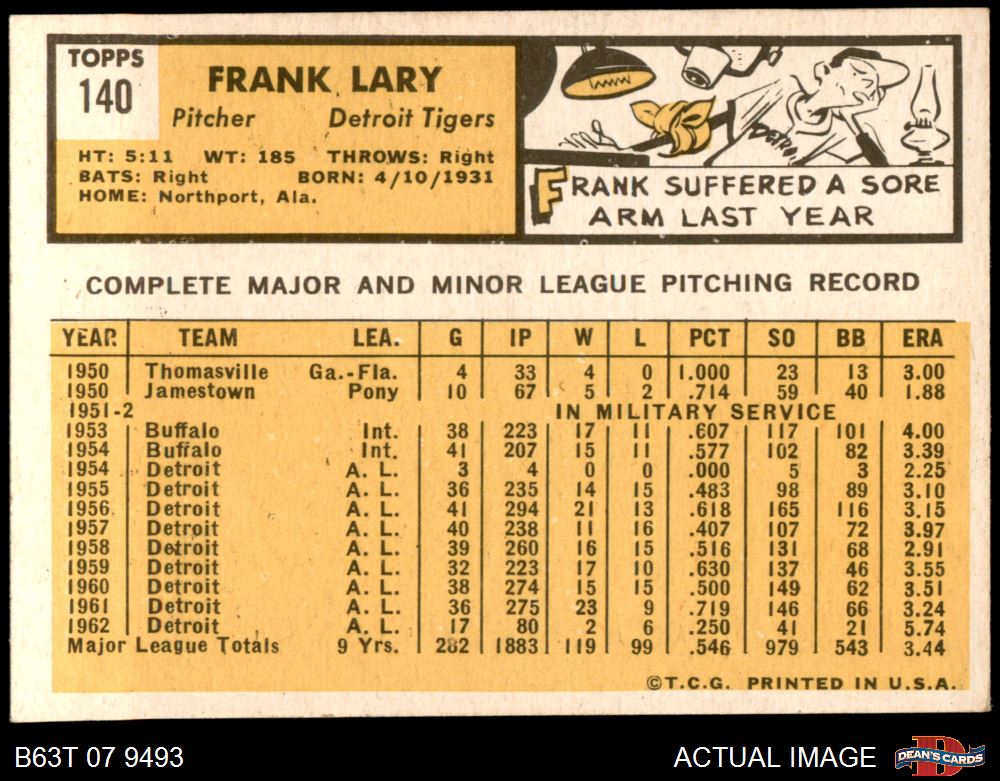 TOPPS
140
FRANK LARY
Pitcher Detroit Tigers
HT: 5:11 WT: 185 THROWS: Right
BATS: Right BORN: 4/10/1931
HOME: Northport, Ala.
DETROI
FRANK SUFFERED A SORE
ARM LAST YEAR
COMPLETE MAJOR AND MINOR LEAGUE PITCHING RECORD
YEAR TEAM LEA. G IP W L PCT SO BB ERA
1950 Thomasville Ga.-Fla. 4 33 4 0 1.000 23 13 3.00
1950 Jamestown Pony 10 67 5 2 .714 59 40 1.88
1951-2 IN MILITARY SERVICE
1953 Buffalo Int. 38 223 17 11 .607 117 101 4.00
1954 Buffalo Int. 41 207 15 11 .577 102 82 3.39
1954 Detroit A. L. 3 4 0 0 .000 5 3 2.25
1955 Detroit A. L. 36 235 14 15 .483 98 89 3.10
1956 Detroit A. L. 41 294 21 13 .618 165 116 3.15
1957 Detroit A. L. 40 238 11 16 .407 107 72 3.97
1958 Detroit A. L. 39 260 16 15 .516 131 68 2.91
1959 Detroit A. L. 32 223 17 10 .630 137 46 3.55
1960 Detroit A. L. 38 274 15 15 .500 149 62 3.51
1961 Detroit A. L. 36 275 23 9 .719 146 66 3.24
1962 Detroit A. L. 17 80 2 6 .250 41 21 5.74
Major League Totals 9 Yrs. 282 1883 119 99 .546 979 543 3.44
©T.C.G. PRINTED IN U.S.A.
B63T 07 9493 ACTUAL IMAGE DEAN'S CARDS